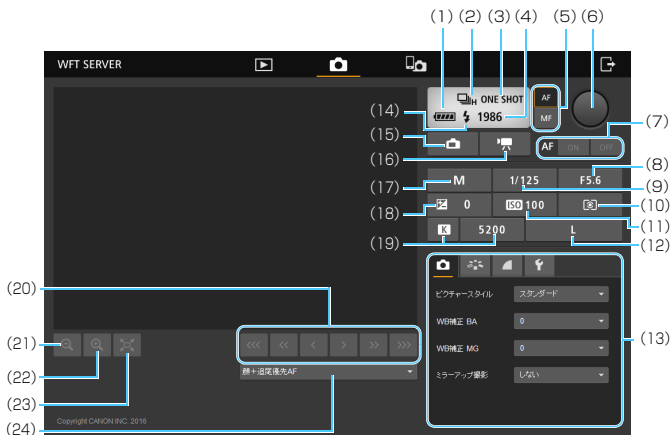 (1) (2) (3) (4) (5) (6)
WFT SERVER
H ONE SHOT
1986
AF
MF
(7)
(14)
(15)
(16)
AF ON OFF
(8)
(9)
(17) M 1/125 F5.6
(10)
(18) 0 ISO 100
(11)
(19) K 5200 L
(12)
(20)
ピクチャースタイル スタンダード
WB補正 BA 0
(13)
(21)
WB補正 MG 0
(22)
ミラーアップ撮影 しない
(23)
顔+追尾優先AF
(24)
Copyright CANON INC. 2016